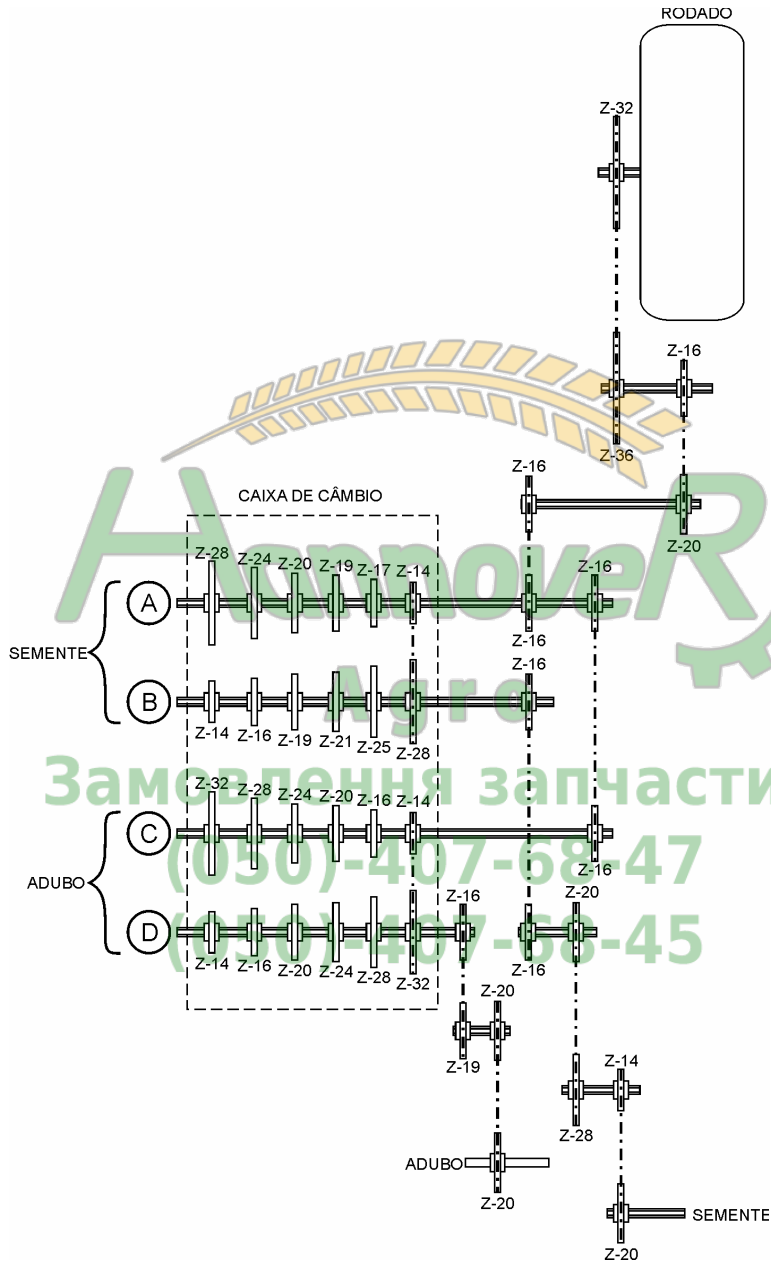 RODADO
Z-32
Z-16
Z-36
Z-16
CAIXA DE CÂMBIO
Z-20
Z-28 Z-24 Z-20 Z-19 Z-17 Z-14 Z-16
HannoveR
A
Z-16
SEMENTE
Z-16
Agro
B
Z-14 Z-16 Z-19 Z-21 Z-25 Z-28
Замовлення запчасти
Z-32 Z-28 Z-24 Z-20 Z-16 Z-14
C
(050)-407-68-47
Z-16
ADUBO
Z-16 Z-20
D
(050)-407-68-45
Z-14 Z-16 Z-20 Z-24 Z-28 Z-32
Z-16
Z-20
Z-19
Z-14
Z-28
ADUBO
Z-20
SEMENTE
Z-20